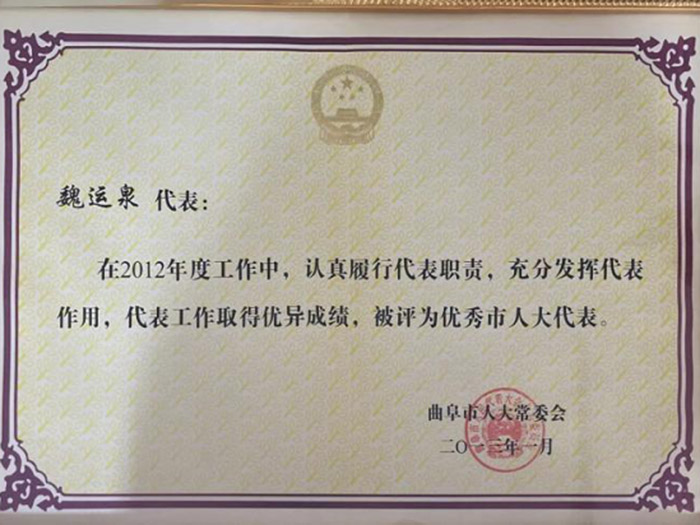 魏运泉 代表：
在2012年度工作中，认真履行代表职责，充分发挥代表
作用，代表工作取得优异成绩，被评为优秀市人大代表。
曲阜市人大常委会
二〇一三年一月